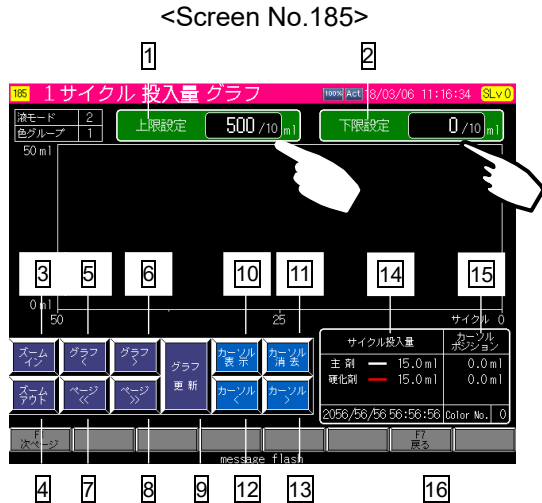 <Screen No.185>
1 2
185 1サイクル 投入量 グラフ 100% Act 18/03/06 11:16:34 SLv0
液モード 2
色グループ 1
上限設定 500 /10 ml
下限設定 0 /10 ml
50ml
3 5 6 10 11 14 15
0ml
50 25 サイクル 0
ズーム
イン
グラフ
<
グラフ
>
グラフ
更新
カーソル
表示
カーソル
消去
ズーム
アウト
ページ
<<
ページ
>>
カーソル
<
カーソル
>
サイクル投入量 カーソル
ポジション
主剤 15.0ml 0.0ml
硬化剤 15.0ml 0.0ml
2056/56/56 56:56:56 Color No. 0
F1
次ページ
F7
戻る
message flash
4 7 8 9 12 13 16